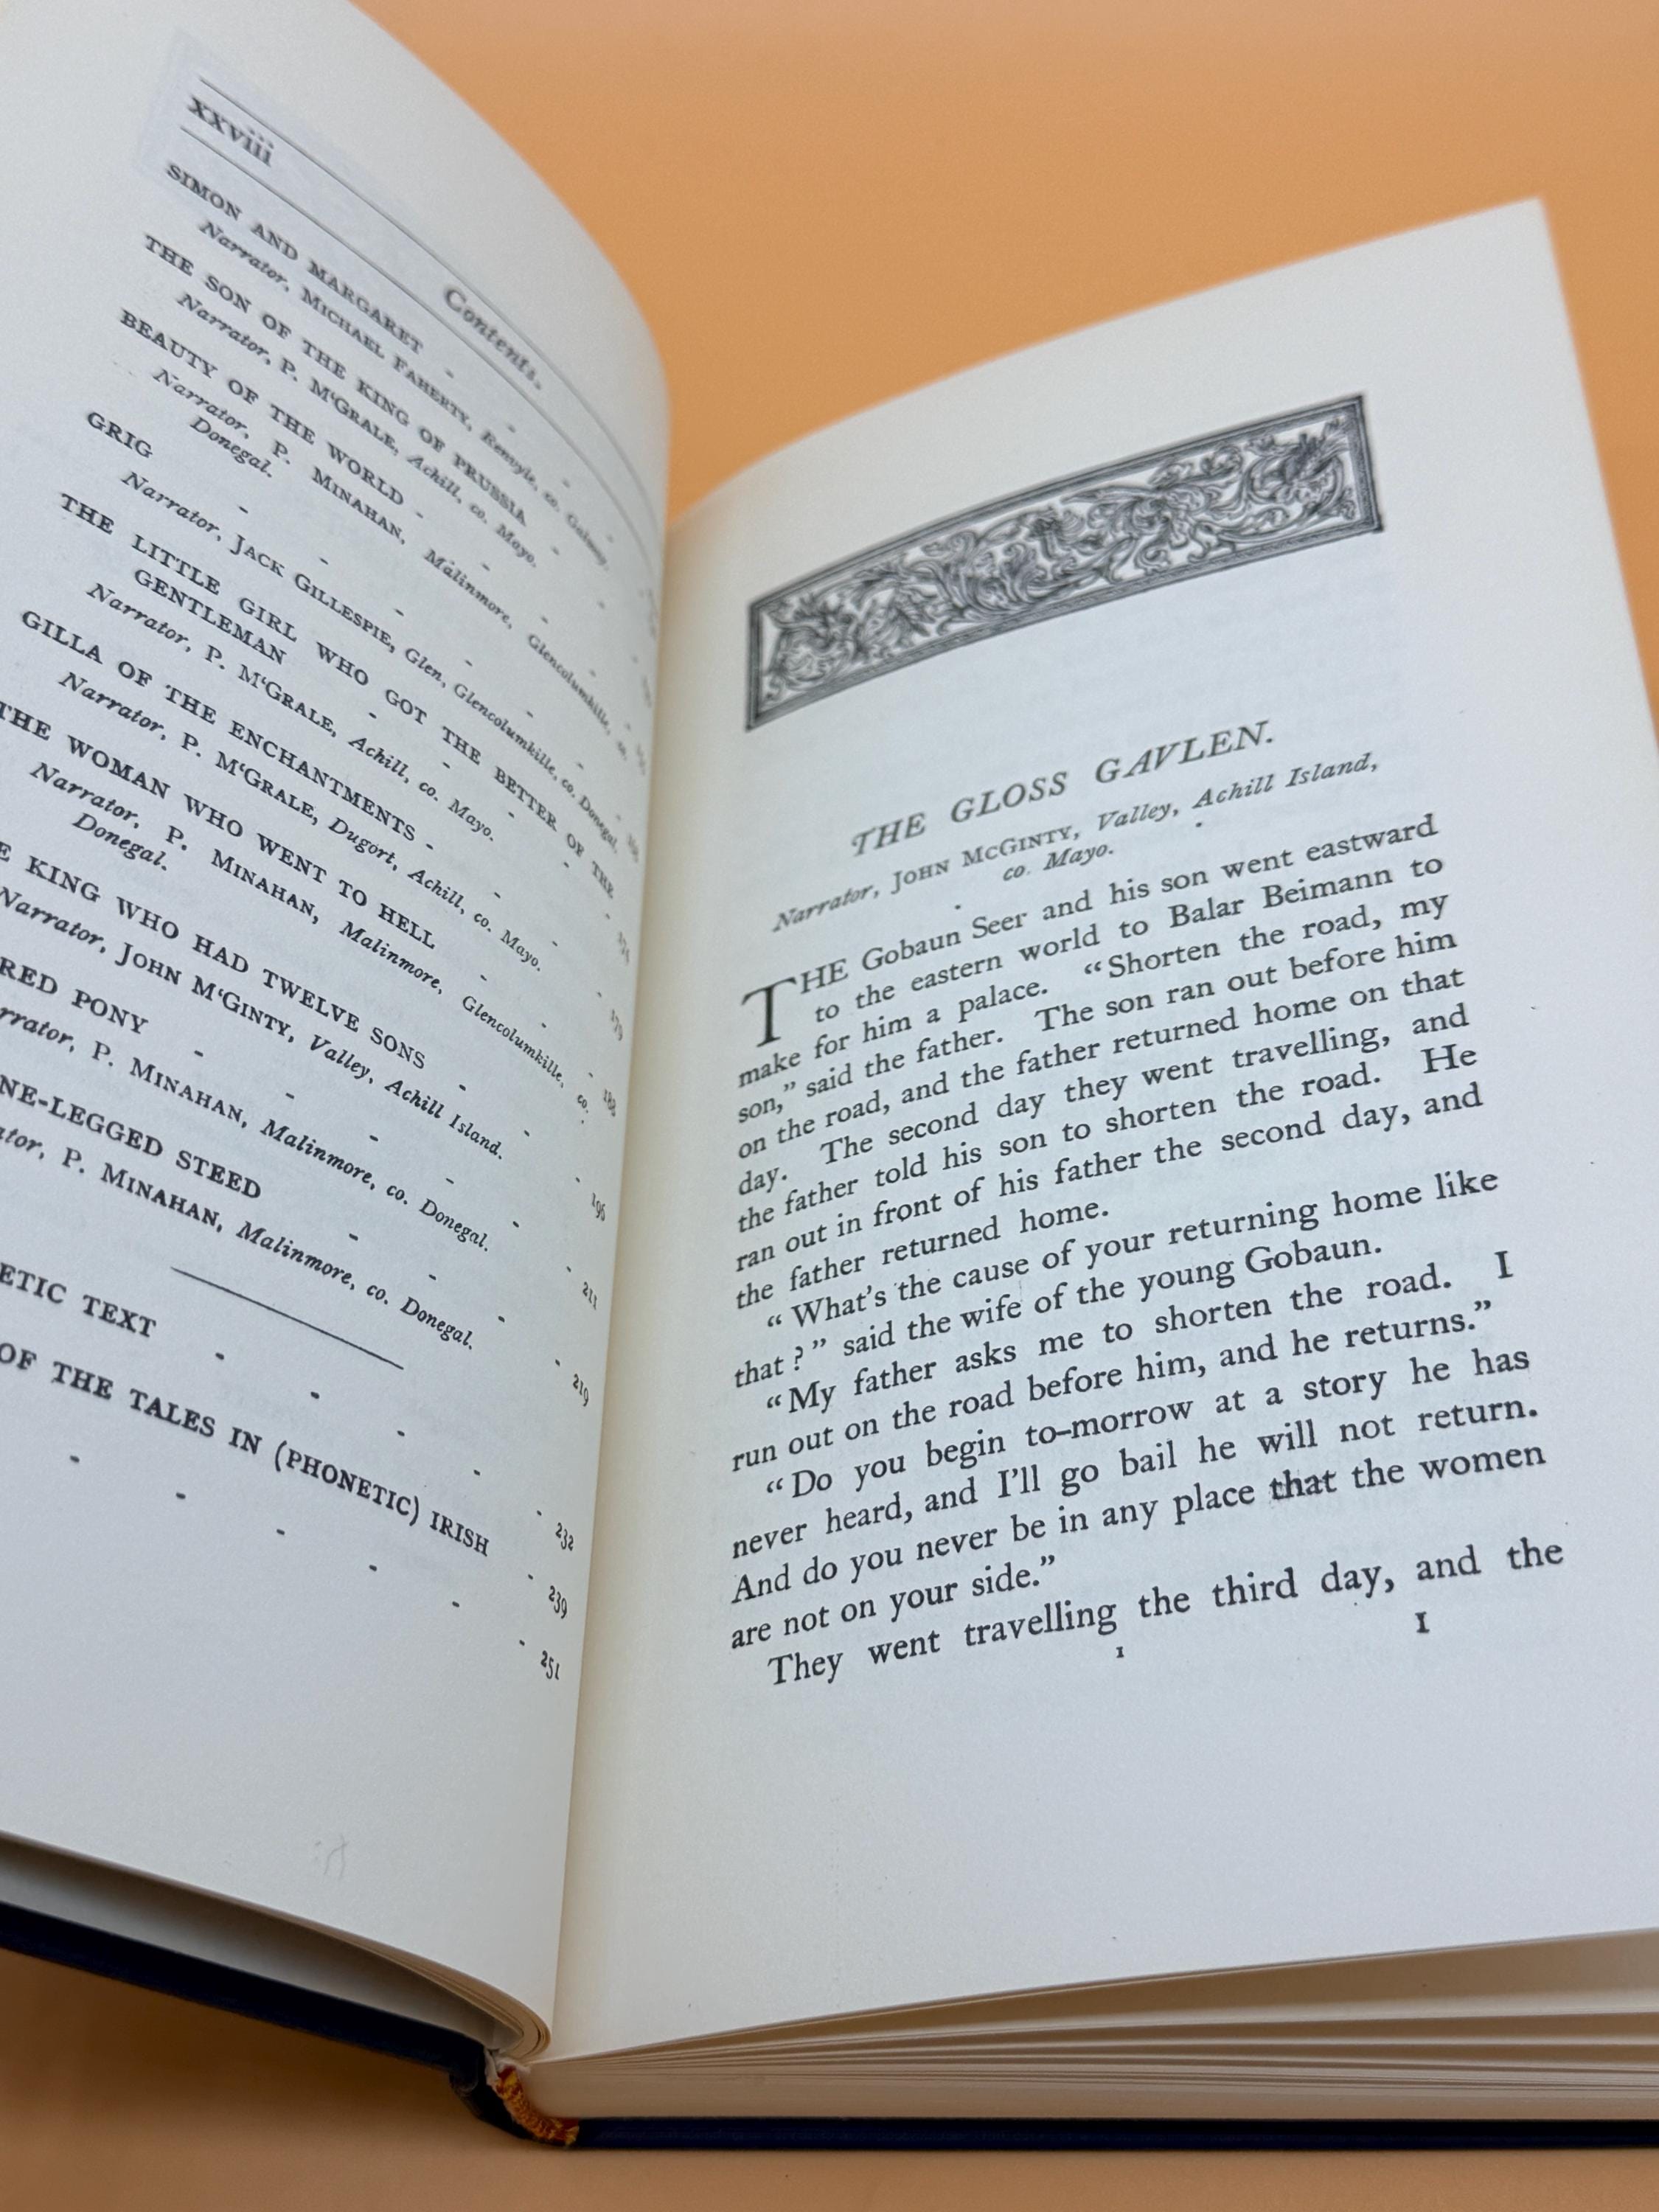 xxviii
Contents.
SIMON AND MARGARET - -
Narrator, MICHAEL FAHERTY, Renvyle, co. Galway.
THE SON OF THE KING OF PRUSSIA - -
Narrator, P. M‘GRALE, Achill, co. Mayo.
BEAUTY OF THE WORLD - - - -
Narrator, P. MINAHAN, Malinmore, Glencolumkille, co.
Donegal.
GRIG - - - - - -
Narrator, JACK GILLESPIE, Glen, Glencolumkille, co. Donegal.
THE LITTLE GIRL WHO GOT THE BETTER OF THE
GENTLEMAN - - - - -
Narrator, P. M‘GRALE, Achill, co. Mayo.
GILLA OF THE ENCHANTMENTS - - - - 179
Narrator, P. M‘GRALE, Dugort, Achill, co. Mayo.
THE WOMAN WHO WENT TO HELL - - - 188
Narrator, P. MINAHAN, Malinmore, Glencolumkille, co.
Donegal.
KING WHO HAD TWELVE SONS - - - 196
Narrator, JOHN M‘GINTY, Valley, Achill Island.
RED PONY - - - - - - 211
P. MINAHAN, Malinmore, co. Donegal.
LEGGED STEED - - - - 219
P. MINAHAN, Malinmore, co. Donegal.
TEXT - - - - - 232
OF THE TALES IN (PHONETIC) IRISH - 239
- - - - - - 251
THE GLOSS GAVLEN.
Narrator, JOHN MCGINTY, Valley, Achill Island,
co. Mayo.
THE Gobaun Seer and his son went eastward
to the eastern world to Balar Beimann to
make for him a palace. “Shorten the road, my
son,” said the father. The son ran out before him
on the road, and the father returned home on that
day. The second day they went travelling, and
the father told his son to shorten the road. He
ran out in front of his father the second day, and
the father returned home.
“What’s the cause of your returning home like
that?” said the wife of the young Gobaun.
“My father asks me to shorten the road. I
run out on the road before him, and he returns.”
“Do you begin to-morrow at a story he has
never heard, and I’ll go bail he will not return.
And do you never be in any place that the women
are not on your side.”
They went travelling the third day, and the
1 1